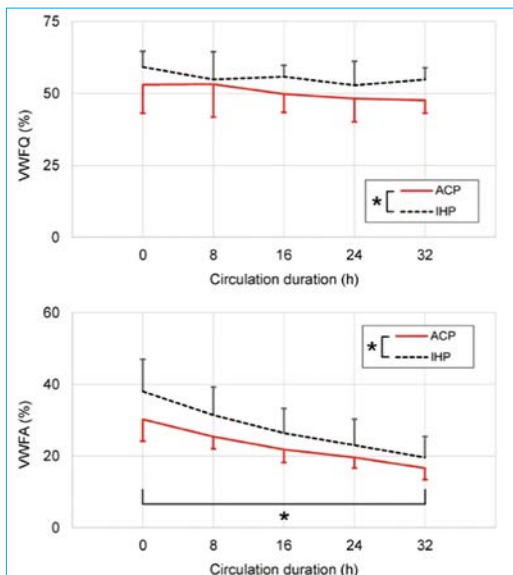 75
50
25
0
VWFQ (%)
*
ACP
IHP
0 8 16 24 32
Circulation duration (h)
60
40
20
0
VWFA (%)
*
ACP
IHP
*
0 8 16 24 32
Circulation duration (h)